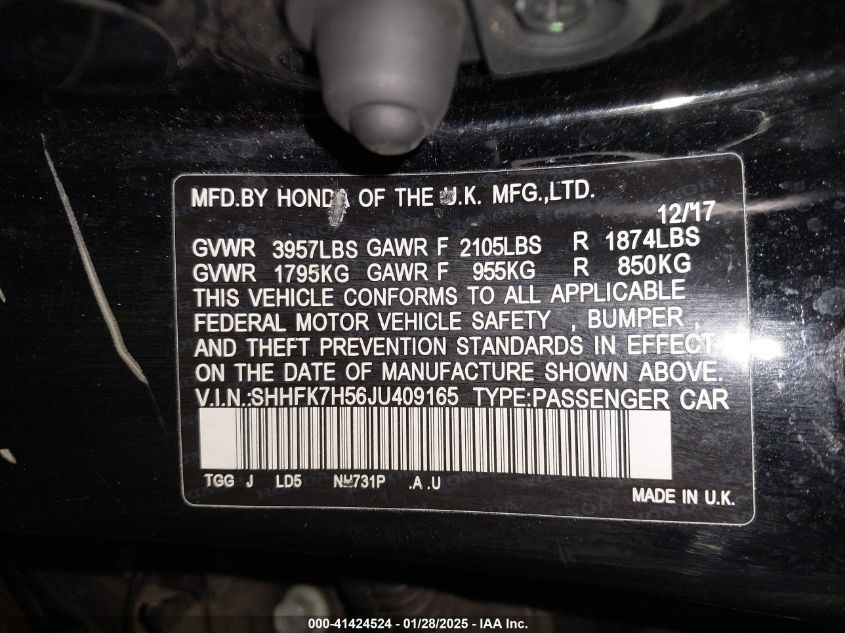 MFD.BY HONDA OF THE U.K. MFG.,LTD.
12/17
GVWR 3957LBS GAWR F 2105LBS R 1874LBS
GVWR 1795KG GAWR F 955KG R 850KG
THIS VEHICLE CONFORMS TO ALL APPLICABLE
FEDERAL MOTOR VEHICLE SAFETY , BUMPER ,
AND THEFT PREVENTION STANDARDS IN EFFECT
ON THE DATE OF MANUFACTURE SHOWN ABOVE.
V.I.N.:SHHFK7H56JU409165 TYPE:PASSENGER CAR
TGG J LD5 NH731P .A .U
MADE IN U.K.
000-41424524 - 01/28/2025 - IAA Inc.